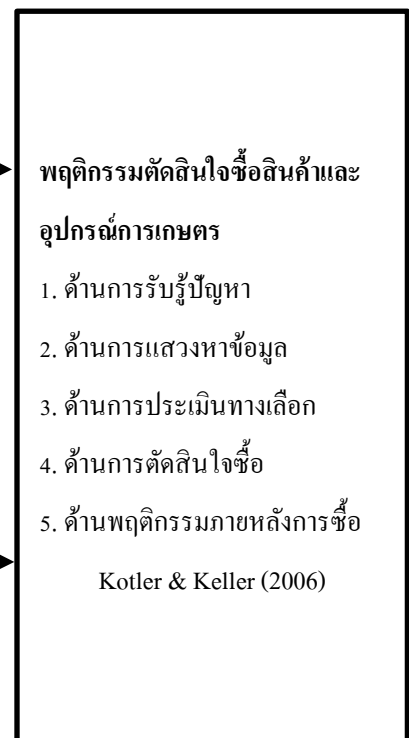 พฤติกรรมตัดสินใจซื้อสินค้าและ
อุปกรณ์การเกษตร
1. ด้านการรับรู้ปัญหา
2. ด้านการแสวงหาข้อมูล
3. ด้านการประเมินทางเลือก
4. ด้านการตัดสินใจซื้อ
5. ด้านพฤติกรรมภายหลังการซื้อ
Kotler & Keller (2006)